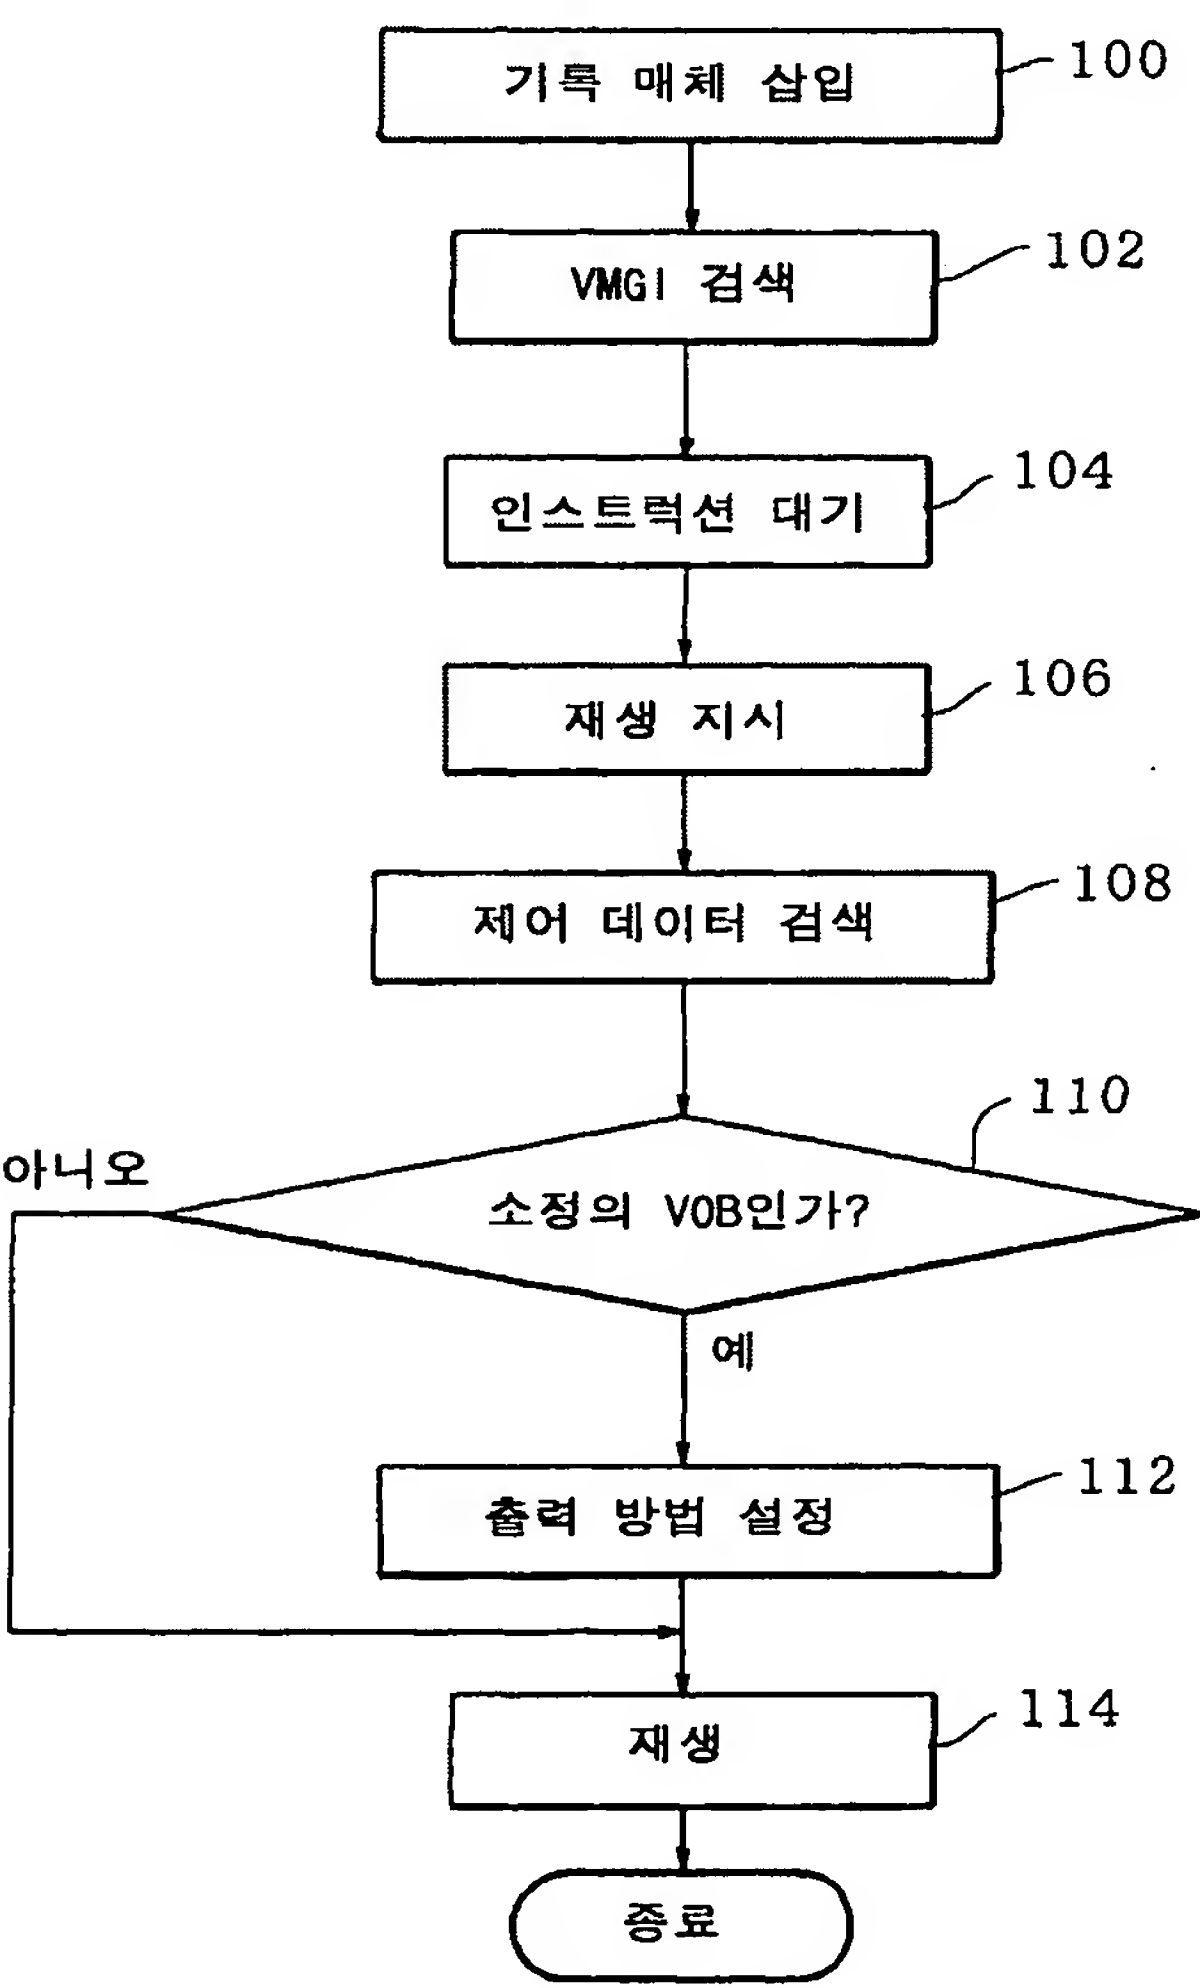 기록 매체 삽입
100
VMGI 검색
102
인스트럭션 대기
104
재생 지시
106
제어 데이터 검색
108
110
아니오
소정의 VOB인가?
예
출력 방법 설정
112
재생
114
종료